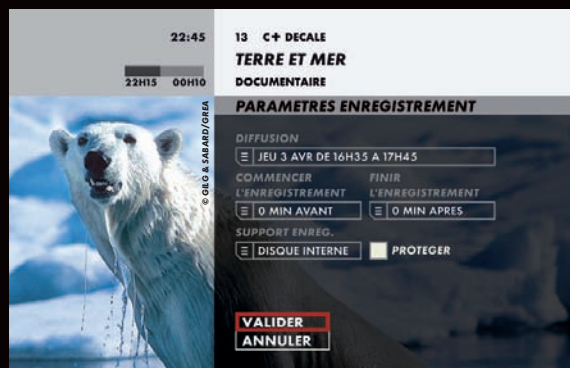 22:45
22H15 00H10
13 C+ DECALE
TERRE ET MER
DOCUMENTAIRE
PARAMETRES ENREGISTREMENT
© GILG & SABARD/GREA
DIFFUSION
JEU 3 AVR DE 16H35 A 17H45
COMMENCER L'ENREGISTREMENT
0 MIN AVANT
FINIR L'ENREGISTREMENT
0 MIN APRES
SUPPORT ENREG.
DISQUE INTERNE
PROTEGER
VALIDER
ANNULER